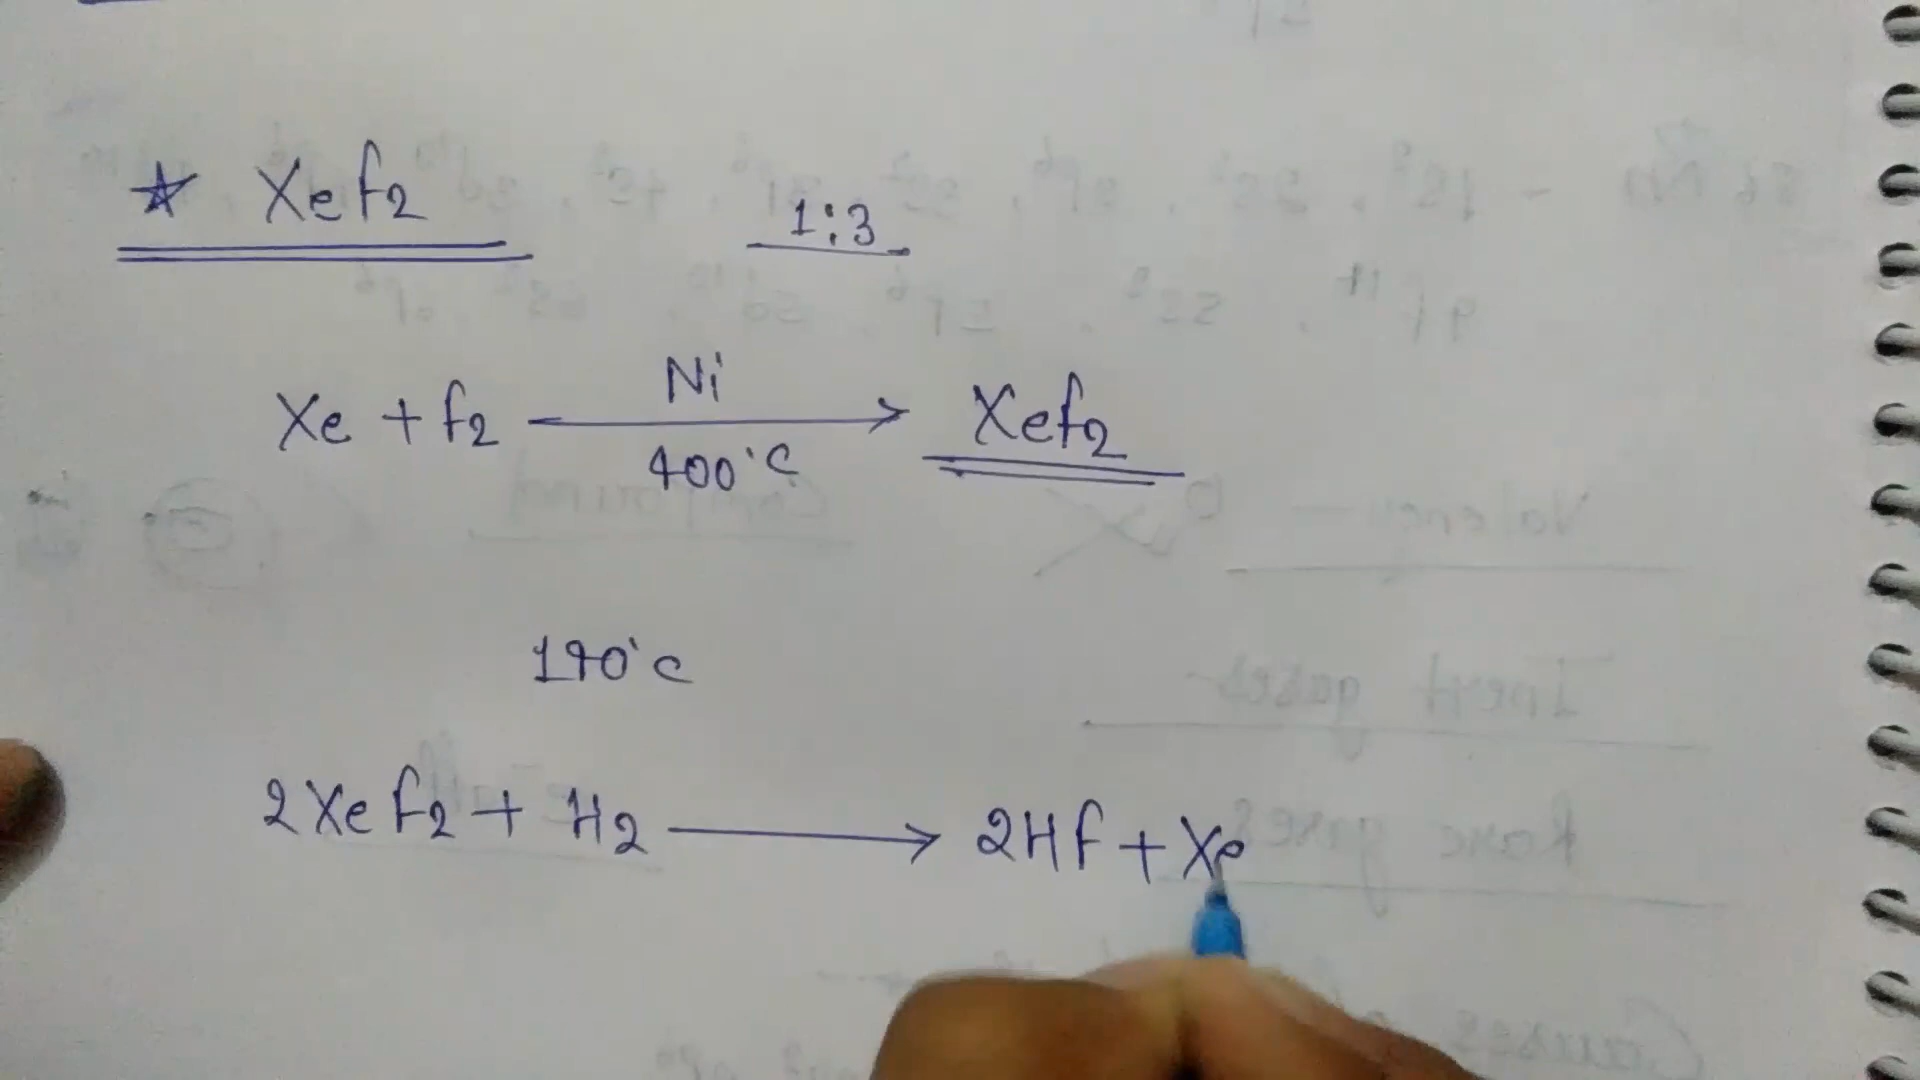 ☆ Xef2 1:3
Xe + f2 Ni 400°C → Xef2
170°c
2Xef2 + H2 → 2Hf + Xe